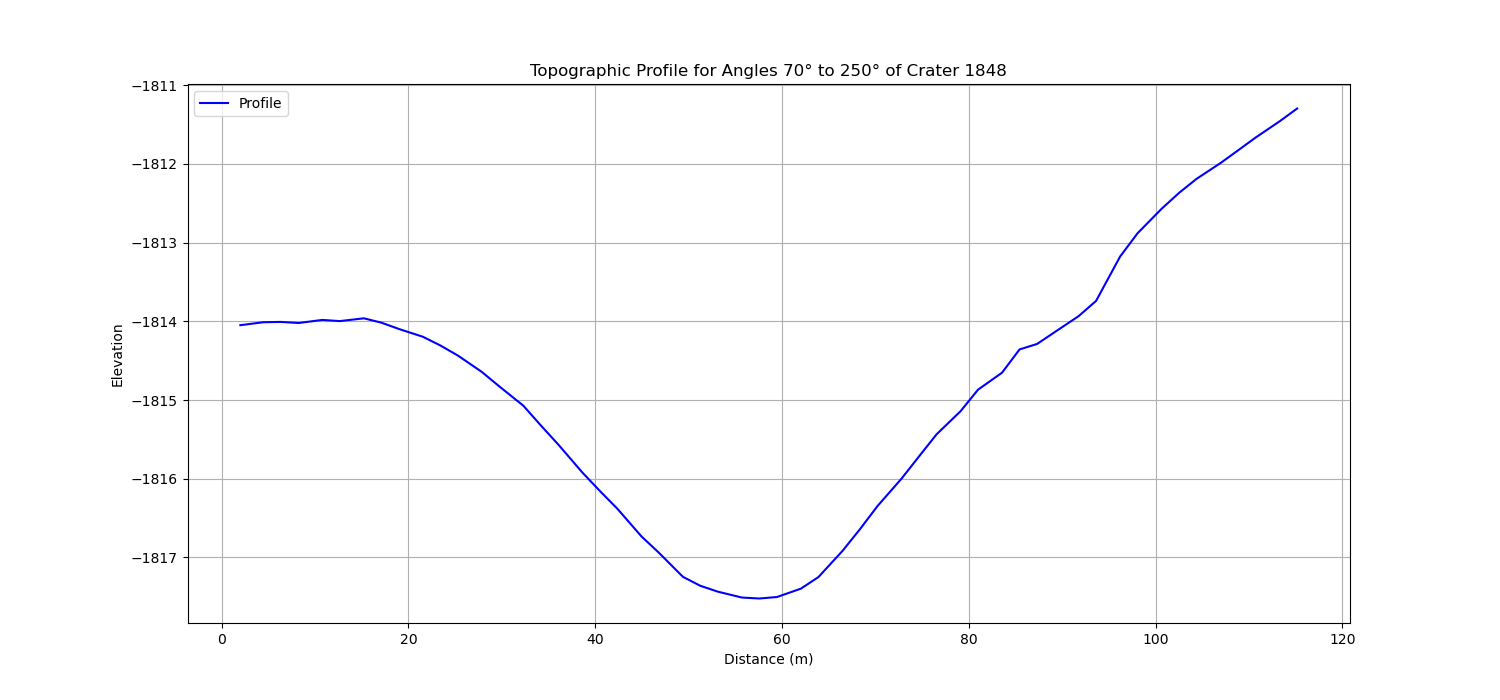 Topographic Profile for Angles 70° to 250° of Crater 1848
Profile
−1811
−1812
−1813
−1814
−1815
−1816
−1817
Elevation
0 20 40 60 80 100 120
Distance (m)